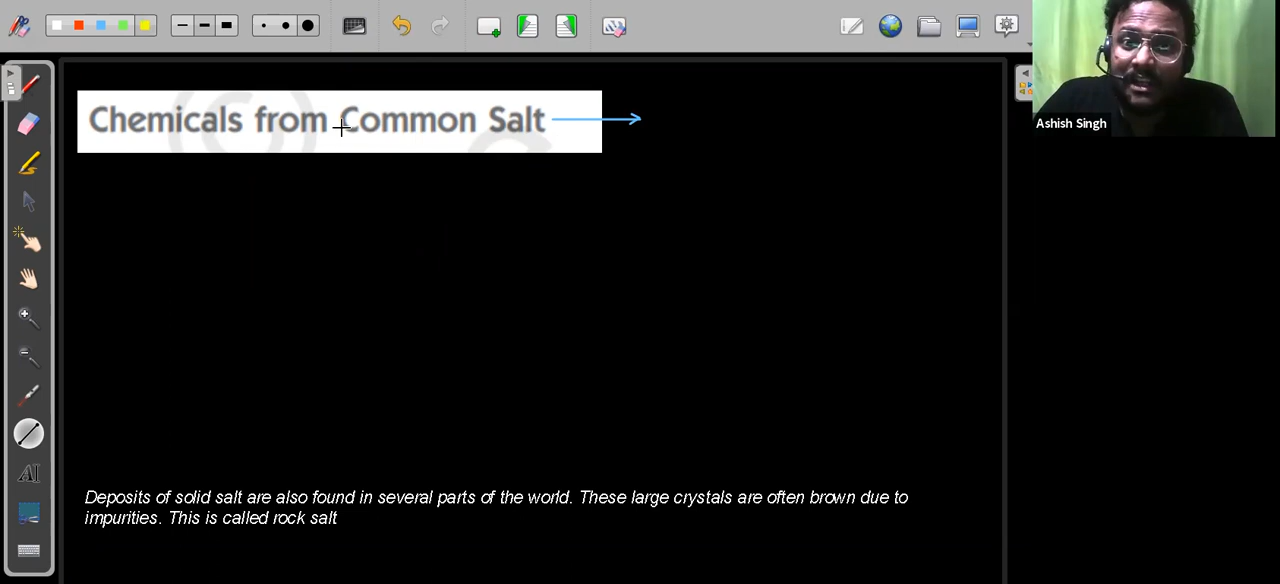 Chemicals from Common Salt
Ashish Singh
Deposits of solid salt are also found in several parts of the world. These large crystals are often brown due to
impurities. This is called rock salt